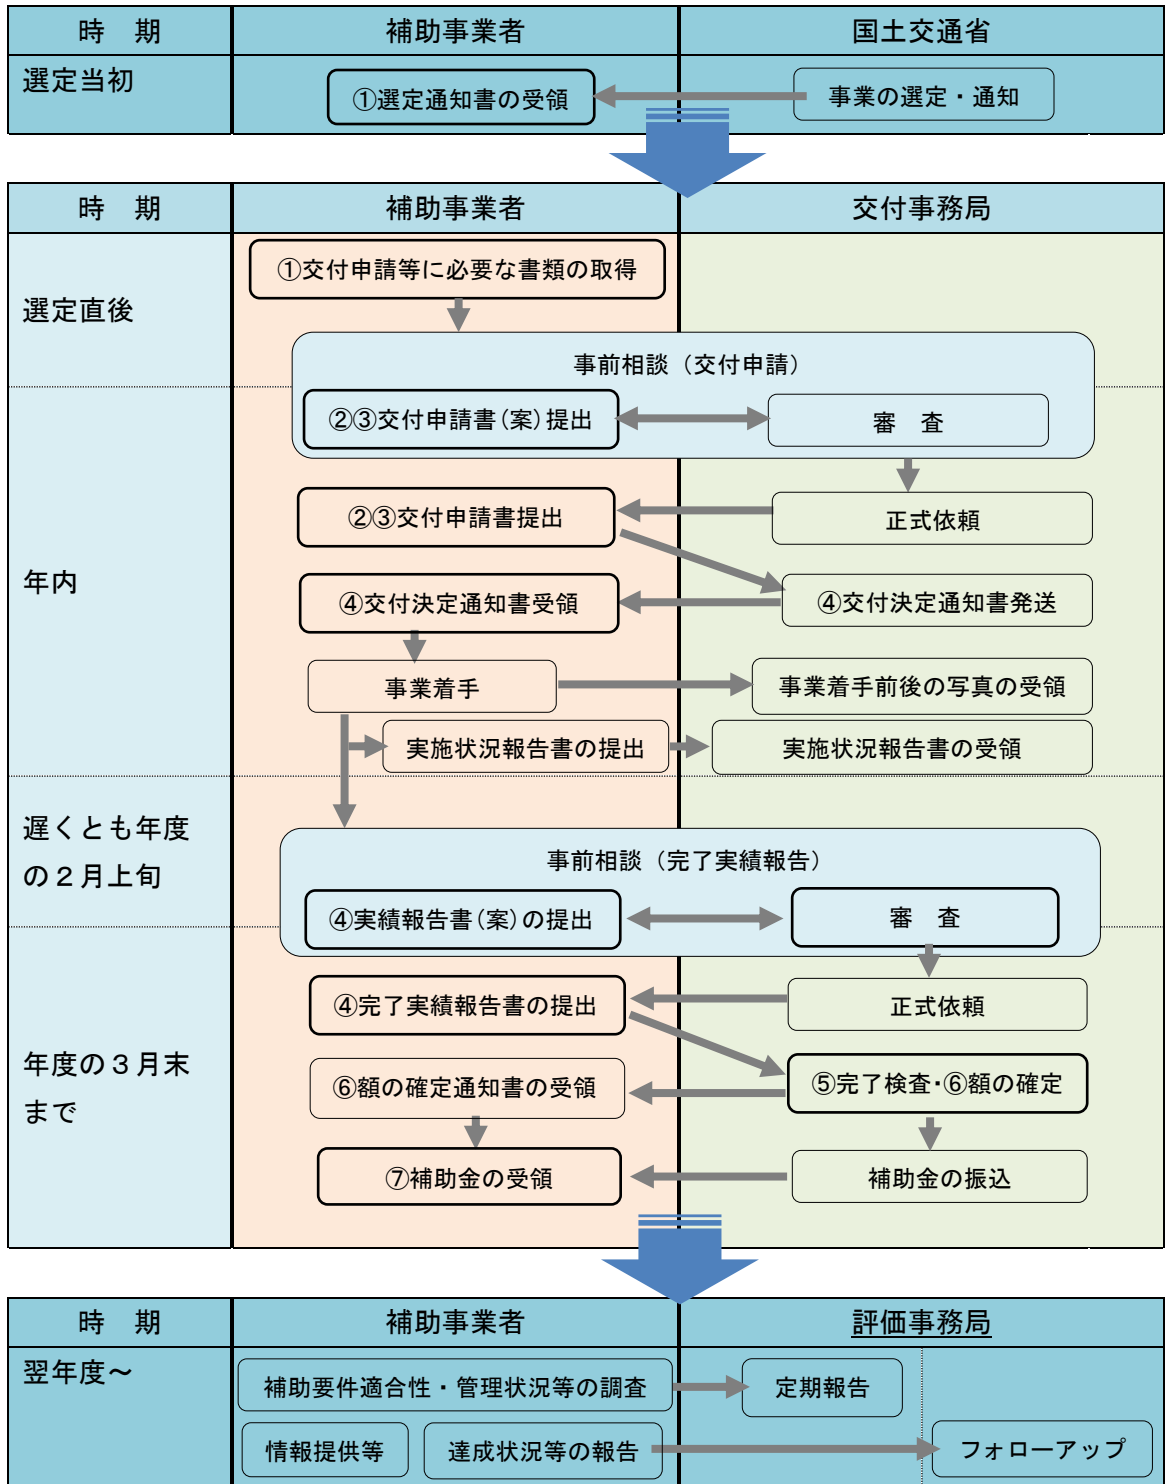 時　期
補助事業者
国土交通省
選定当初
①選定通知書の受領
事業の選定・通知
時　期
補助事業者
交付事務局
選定直後
①交付申請等に必要な書類の取得
事前相談（交付申請）
②③交付申請書(案)提出
審　査
年内
②③交付申請書提出
正式依頼
④交付決定通知書受領
④交付決定通知書発送
事業着手
事業着手前後の写真の受領
実施状況報告書の提出
実施状況報告書の受領
遅くとも年度
の２月上旬
事前相談（完了実績報告）
④実績報告書(案)の提出
審　査
年度の３月末
まで
④完了実績報告書の提出
正式依頼
⑥額の確定通知書の受領
⑤完了検査・⑥額の確定
⑦補助金の受領
補助金の振込
時　期
補助事業者
評価事務局
翌年度～
補助要件適合性・管理状況等の調査
定期報告
情報提供等
達成状況等の報告
フォローアップ